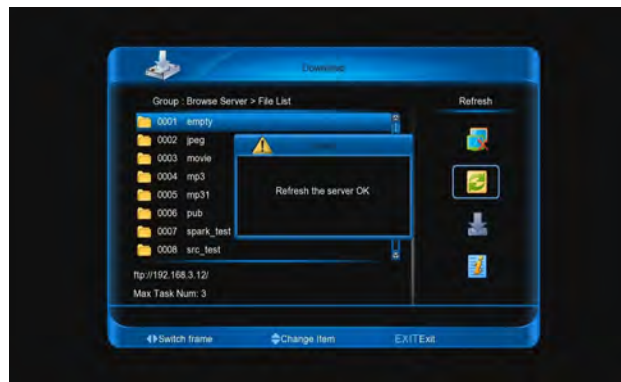 Download
Group : Browse Server > File List
Refresh
0001 empty
0002 jpeg
0003 movie
0004 mp3
0005 mp31
0006 pub
0007 spark_test
0008 src_test
Refresh the server OK
ftp://192.168.3.12/
Max Task Num: 3
Switch frame
Change Item
EXITExit